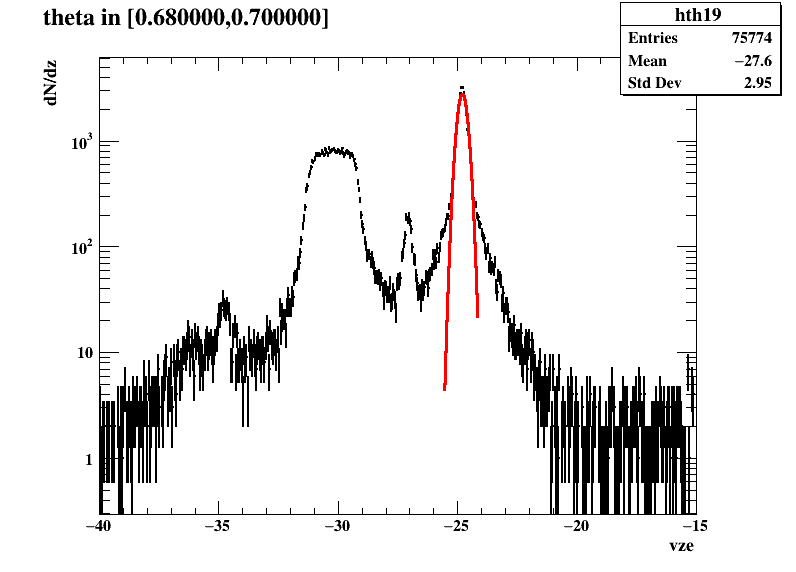 theta in [0.680000,0.700000]
hth19
Entries 75774
Mean −27.6
Std Dev 2.95
dN/dz
10³
10²
10
1
−40 −35 −30 −25 −20 −15
vze